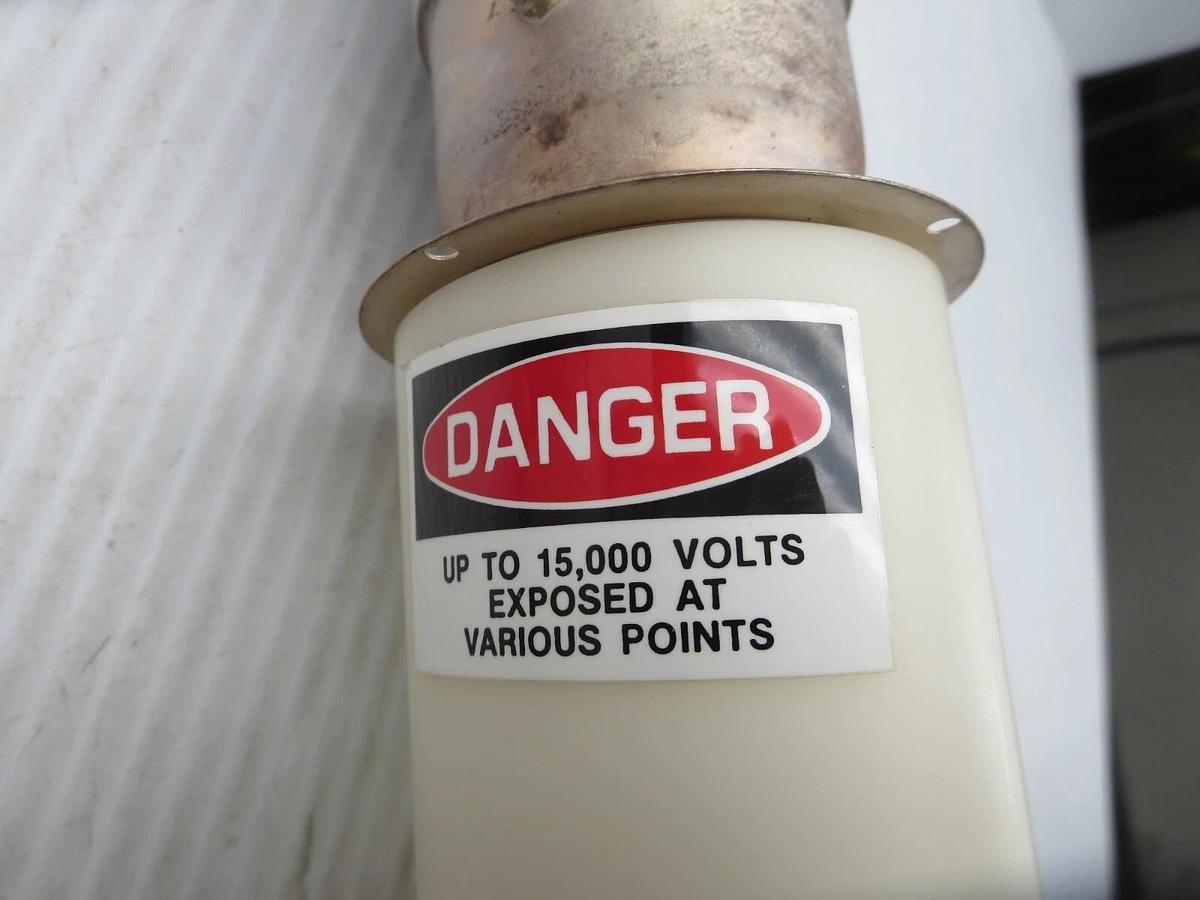 DANGER
UP TO 15,000 VOLTS
EXPOSED AT
VARIOUS POINTS